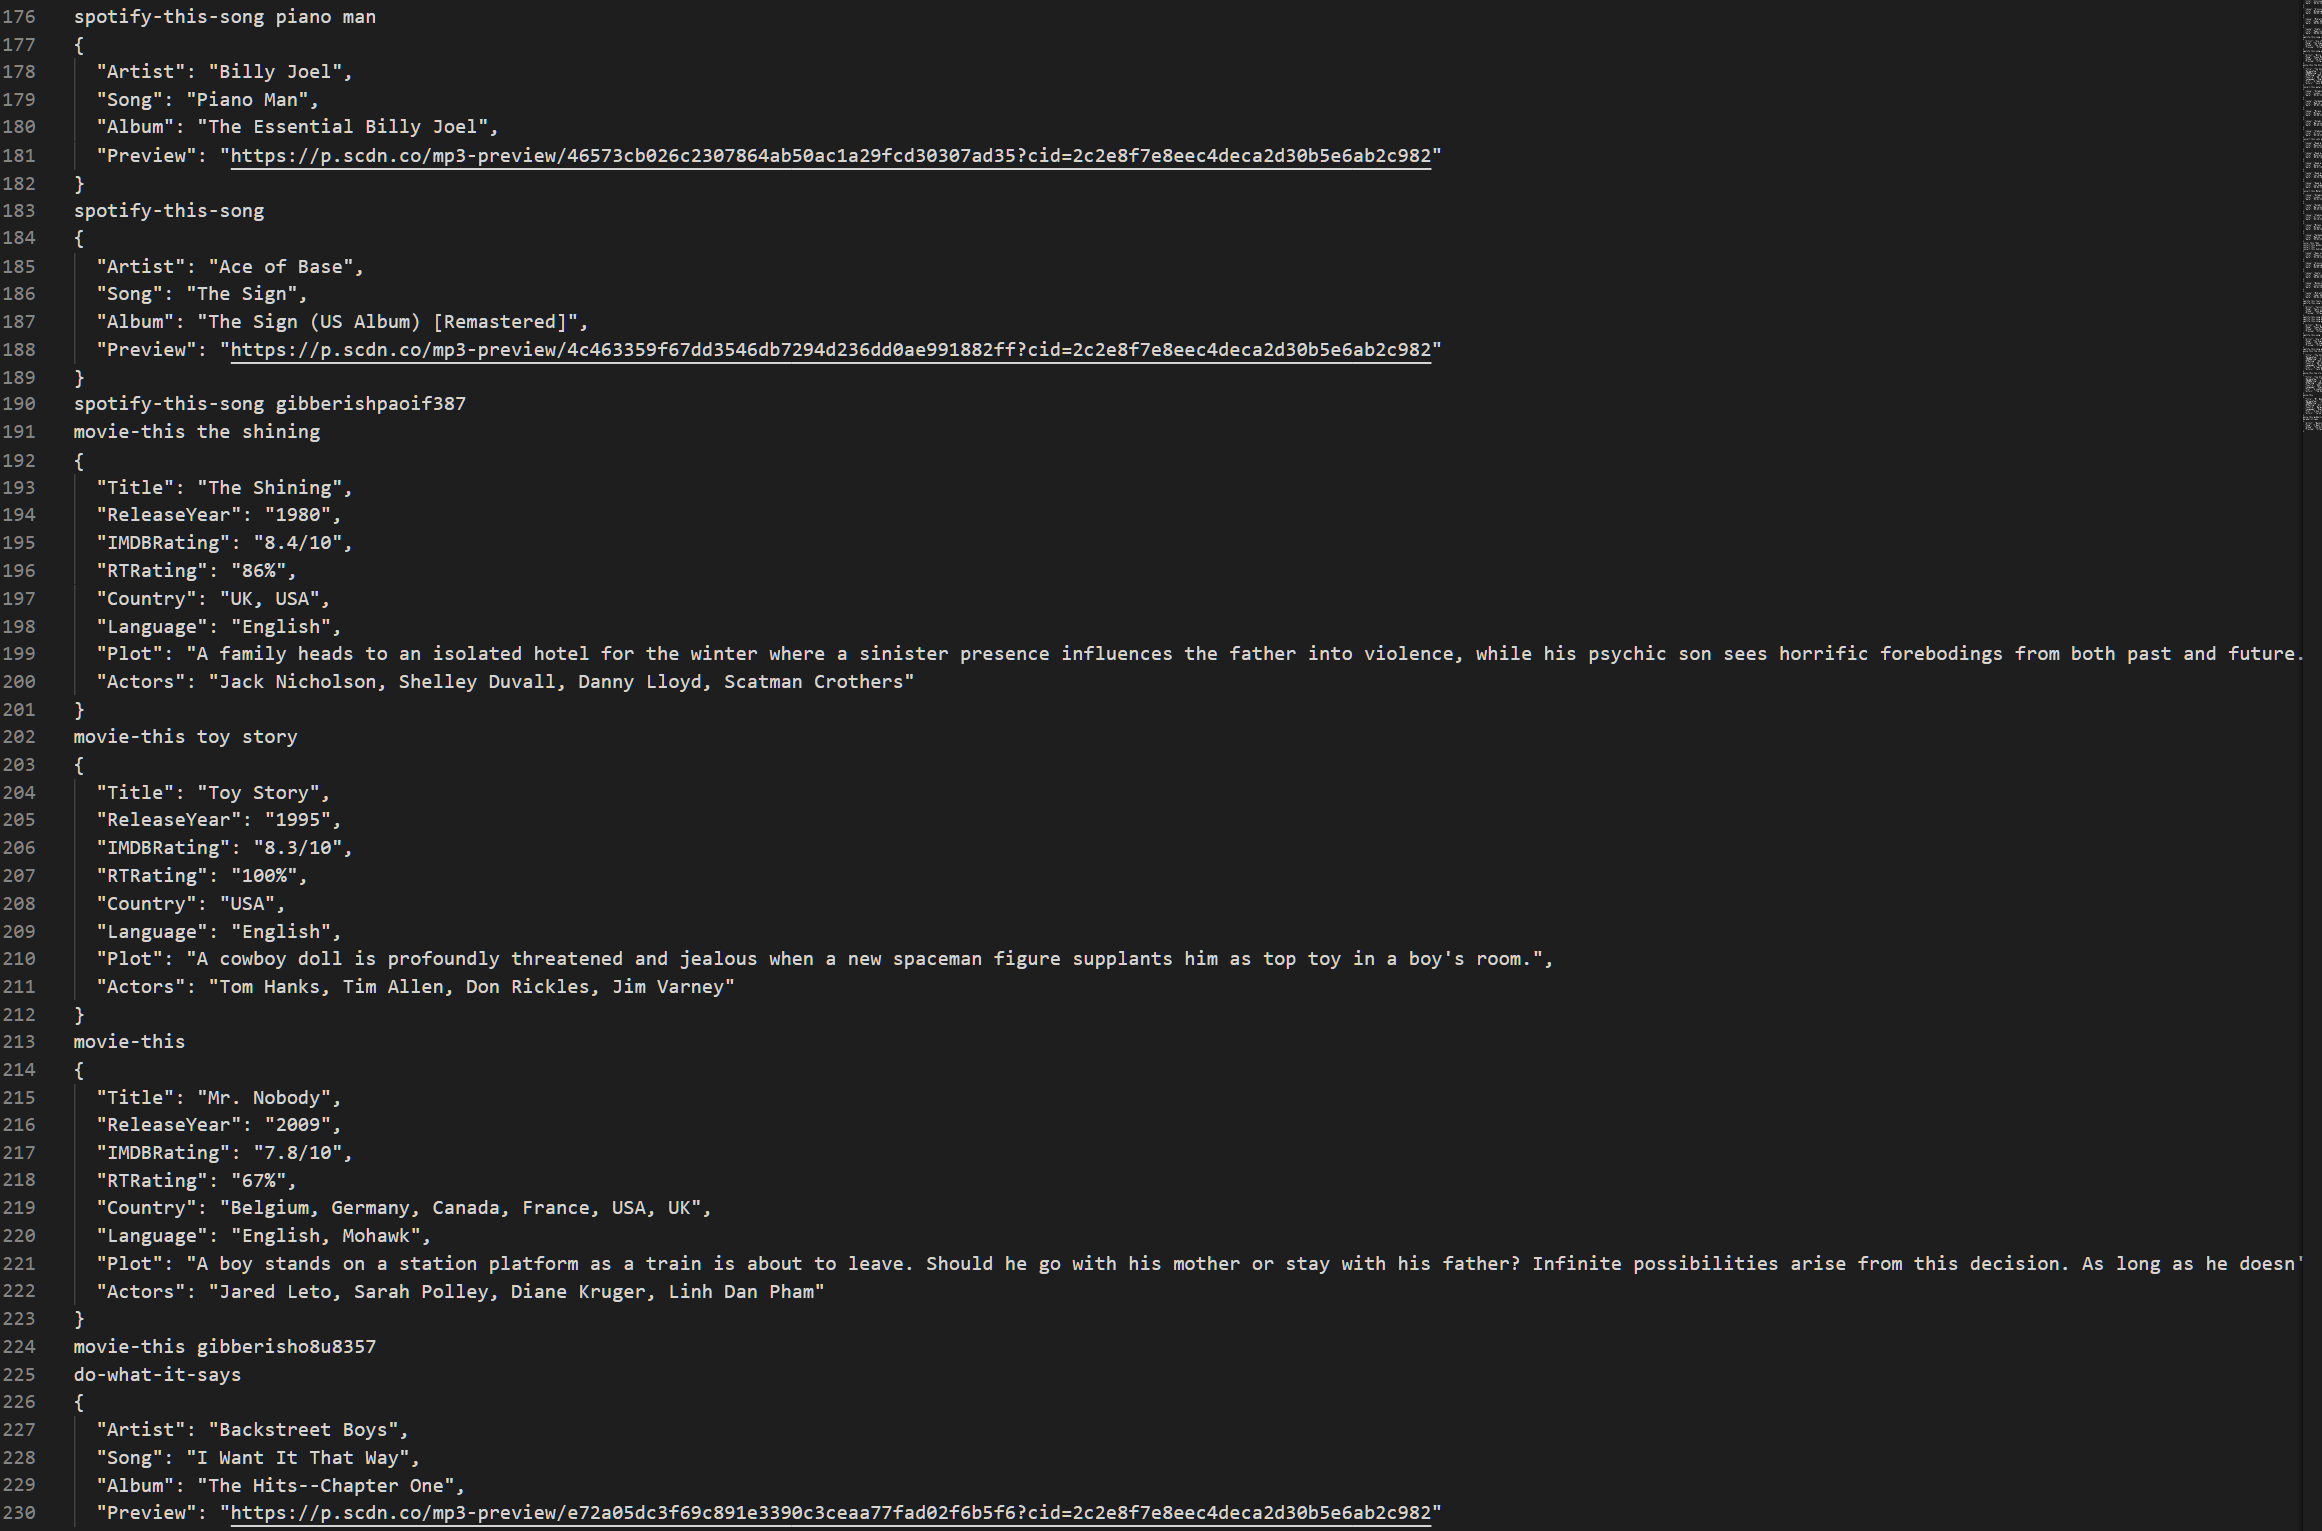 176 spotify-this-song piano man
177 {
178   "Artist": "Billy Joel",
179   "Song": "Piano Man",
180   "Album": "The Essential Billy Joel",
181   "Preview": "https://p.scdn.co/mp3-preview/46573cb026c2307864ab50ac1a29fcd30307ad35?cid=2c2e8f7e8eec4deca2d30b5e6ab2c982"
182 }
183 spotify-this-song
184 {
185   "Artist": "Ace of Base",
186   "Song": "The Sign",
187   "Album": "The Sign (US Album) [Remastered]",
188   "Preview": "https://p.scdn.co/mp3-preview/4c463359f67dd3546db7294d236dd0ae991882ff?cid=2c2e8f7e8eec4deca2d30b5e6ab2c982"
189 }
190 spotify-this-song gibberishpaoif387
191 movie-this the shining
192 {
193   "Title": "The Shining",
194   "ReleaseYear": "1980",
195   "IMDBRating": "8.4/10",
196   "RTRating": "86%",
197   "Country": "UK, USA",
198   "Language": "English",
199   "Plot": "A family heads to an isolated hotel for the winter where a sinister presence influences the father into violence, while his psychic son sees horrific forebodings from both past and future.
200   "Actors": "Jack Nicholson, Shelley Duvall, Danny Lloyd, Scatman Crothers"
201 }
202 movie-this toy story
203 {
204   "Title": "Toy Story",
205   "ReleaseYear": "1995",
206   "IMDBRating": "8.3/10",
207   "RTRating": "100%",
208   "Country": "USA",
209   "Language": "English",
210   "Plot": "A cowboy doll is profoundly threatened and jealous when a new spaceman figure supplants him as top toy in a boy's room.",
211   "Actors": "Tom Hanks, Tim Allen, Don Rickles, Jim Varney"
212 }
213 movie-this
214 {
215   "Title": "Mr. Nobody",
216   "ReleaseYear": "2009",
217   "IMDBRating": "7.8/10",
218   "RTRating": "67%",
219   "Country": "Belgium, Germany, Canada, France, USA, UK",
220   "Language": "English, Mohawk",
221   "Plot": "A boy stands on a station platform as a train is about to leave. Should he go with his mother or stay with his father? Infinite possibilities arise from this decision. As long as he doesn'
222   "Actors": "Jared Leto, Sarah Polley, Diane Kruger, Linh Dan Pham"
223 }
224 movie-this gibberisho8u8357
225 do-what-it-says
226 {
227   "Artist": "Backstreet Boys",
228   "Song": "I Want It That Way",
229   "Album": "The Hits--Chapter One",
230   "Preview": "https://p.scdn.co/mp3-preview/e72a05dc3f69c891e3390c3ceaa77fad02f6b5f6?cid=2c2e8f7e8eec4deca2d30b5e6ab2c982"